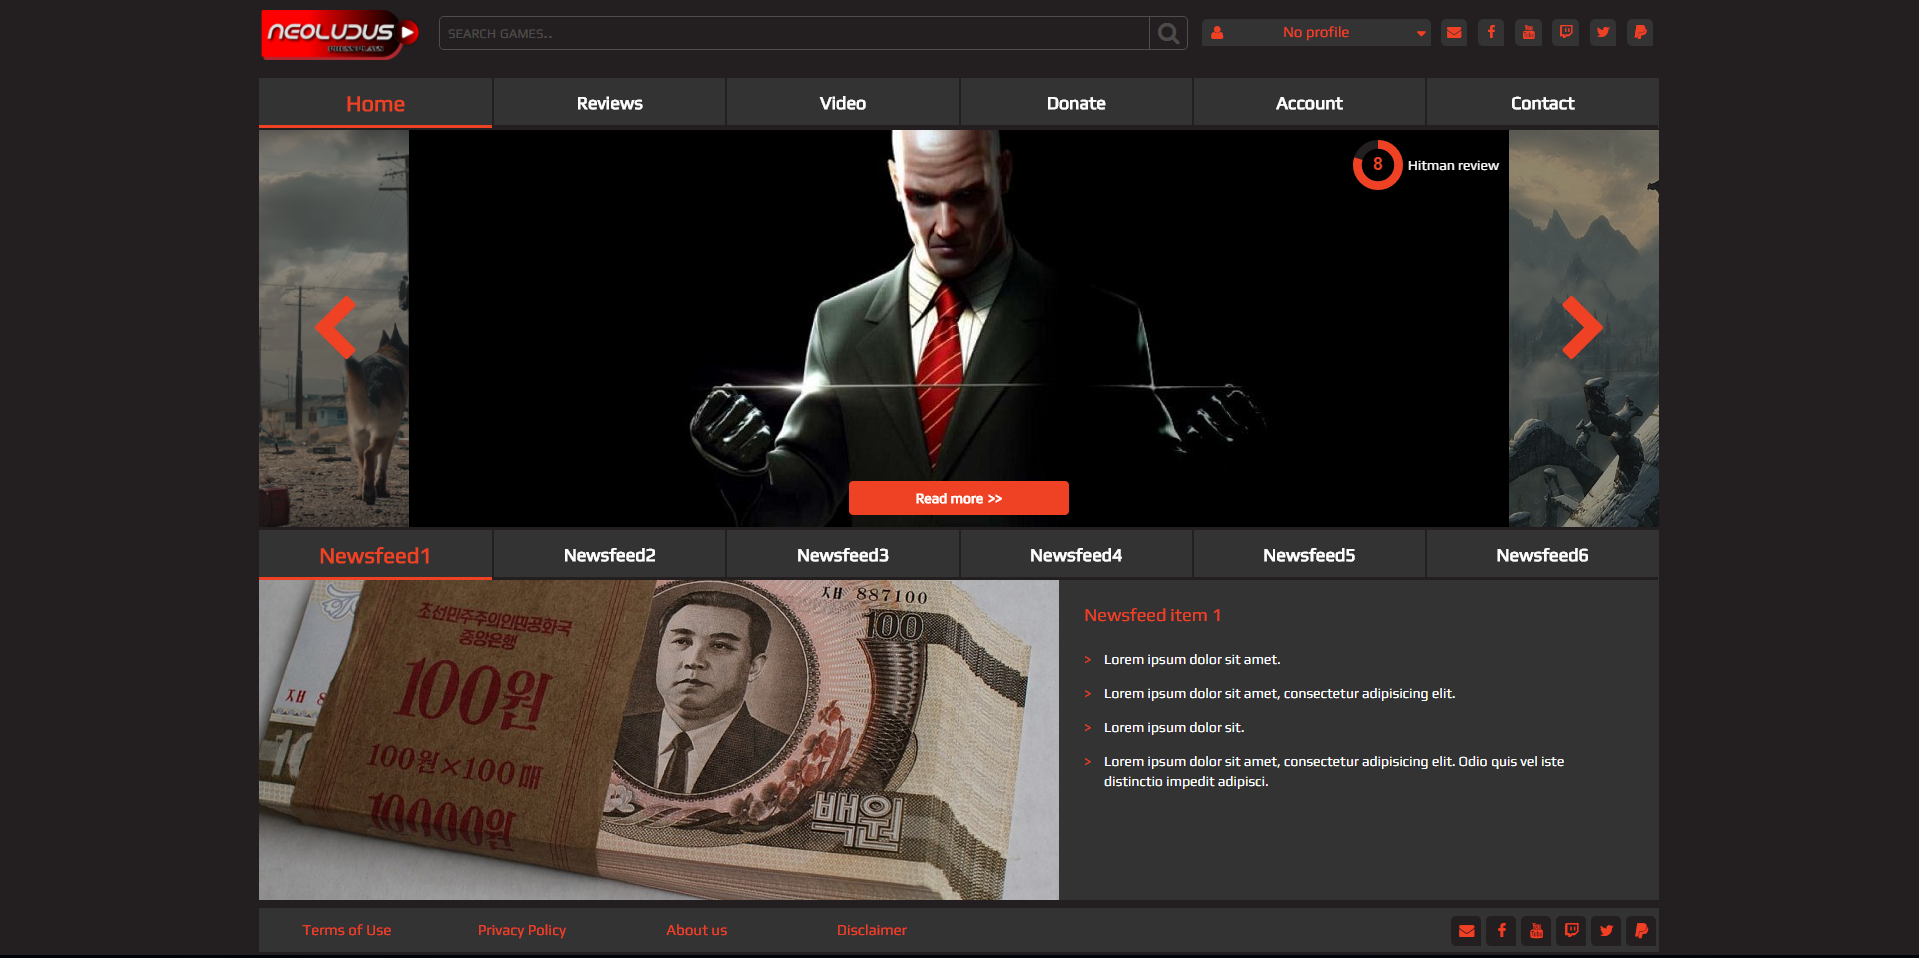 NEOLUDUS
SEARCH GAMES..
No profile
Home
Reviews
Video
Donate
Account
Contact
8
Hitman review
Read more >>
Newsfeed1
Newsfeed2
Newsfeed3
Newsfeed4
Newsfeed5
Newsfeed6
재 887100
100
조선민주주의인민공화국
중앙은행
100원
100원×100매
10000원
백원
Newsfeed item 1
> Lorem ipsum dolor sit amet.
> Lorem ipsum dolor sit amet, consectetur adipisicing elit.
> Lorem ipsum dolor sit.
> Lorem ipsum dolor sit amet, consectetur adipisicing elit. Odio quis vel iste
distinctio impedit adipisci.
Terms of Use
Privacy Policy
About us
Disclaimer